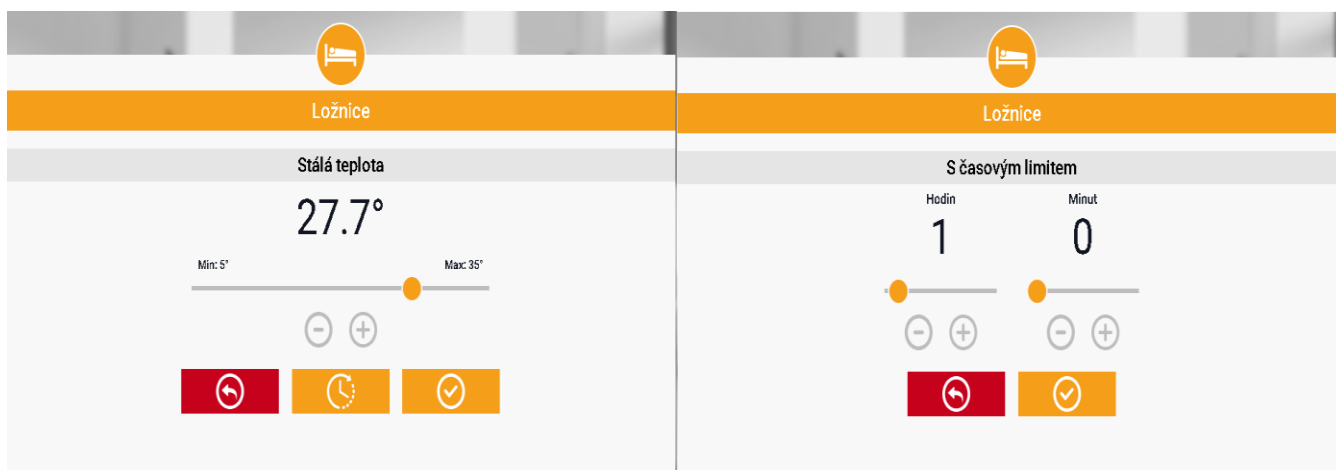 Ložnice
Stálá teplota
27.7°
Min: 5°
Max: 35°
Ložnice
S časovým limitem
Hodin
Minut
1
0